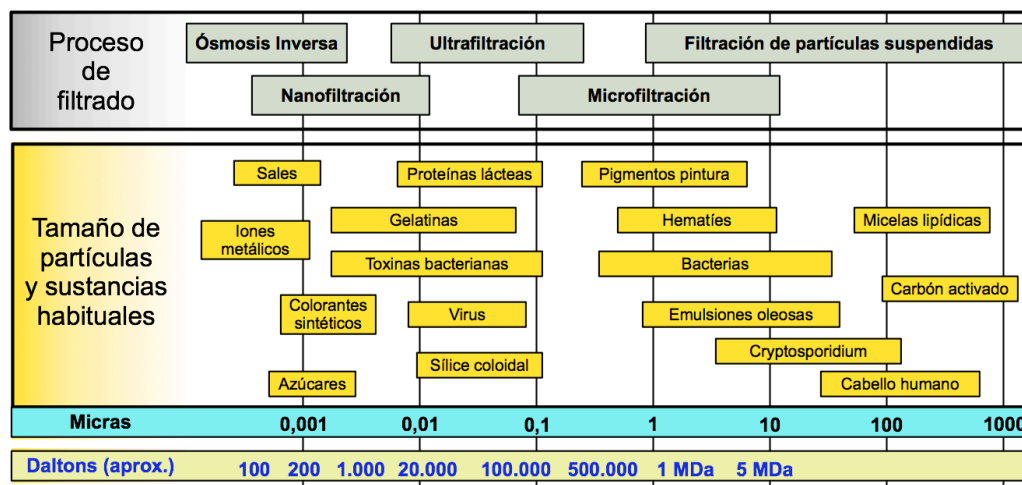 Proceso
de
filtrado
Ósmosis Inversa
Ultrafiltración
Filtración de partículas suspendidas
Nanofiltración
Microfiltración
Tamaño de
partículas
y sustancias
habituales
Sales
Proteínas lácteas
Pigmentos pintura
Iones
metálicos
Gelatinas
Hematíes
Micelas lipídicas
Toxinas bacterianas
Bacterias
Carbón activado
Colorantes
sintéticos
Virus
Emulsiones oleosas
Sílice coloidal
Cryptosporidium
Azúcares
Cabello humano
Micras 0,001 0,01 0,1 1 10 100 1000
Daltons (aprox.) 100 200 1.000 20.000 100.000 500.000 1 MDa 5 MDa